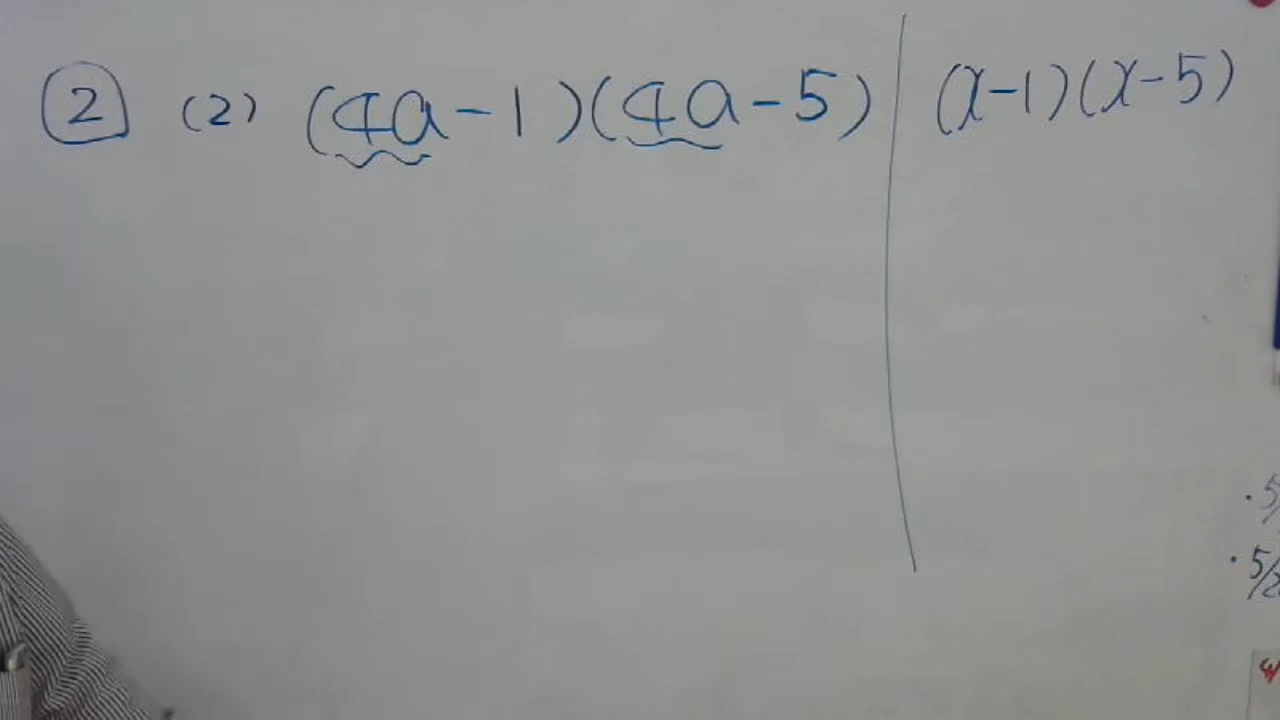 ② (2) (4a-1)(4a-5) (x-1)(x-5)